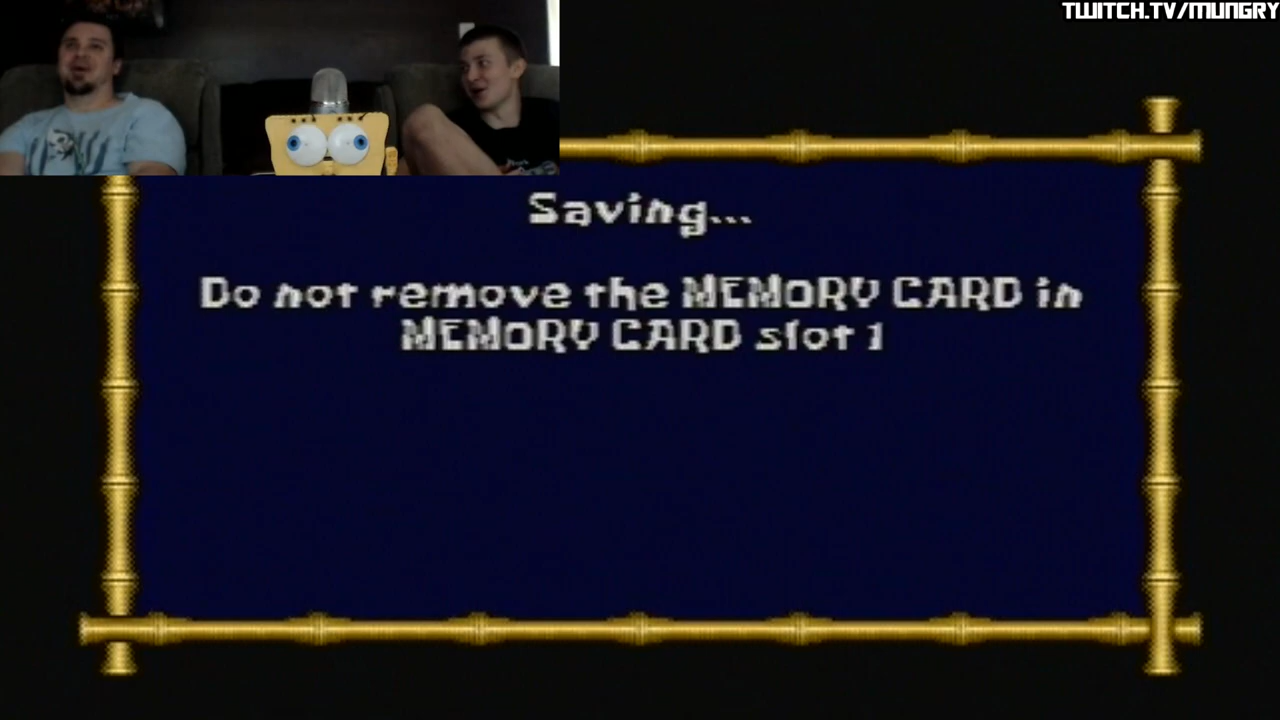 TWITCH.TV/MUNGRY
Saving...
Do not remove the MEMORY CARD in
MEMORY CARD slot 1